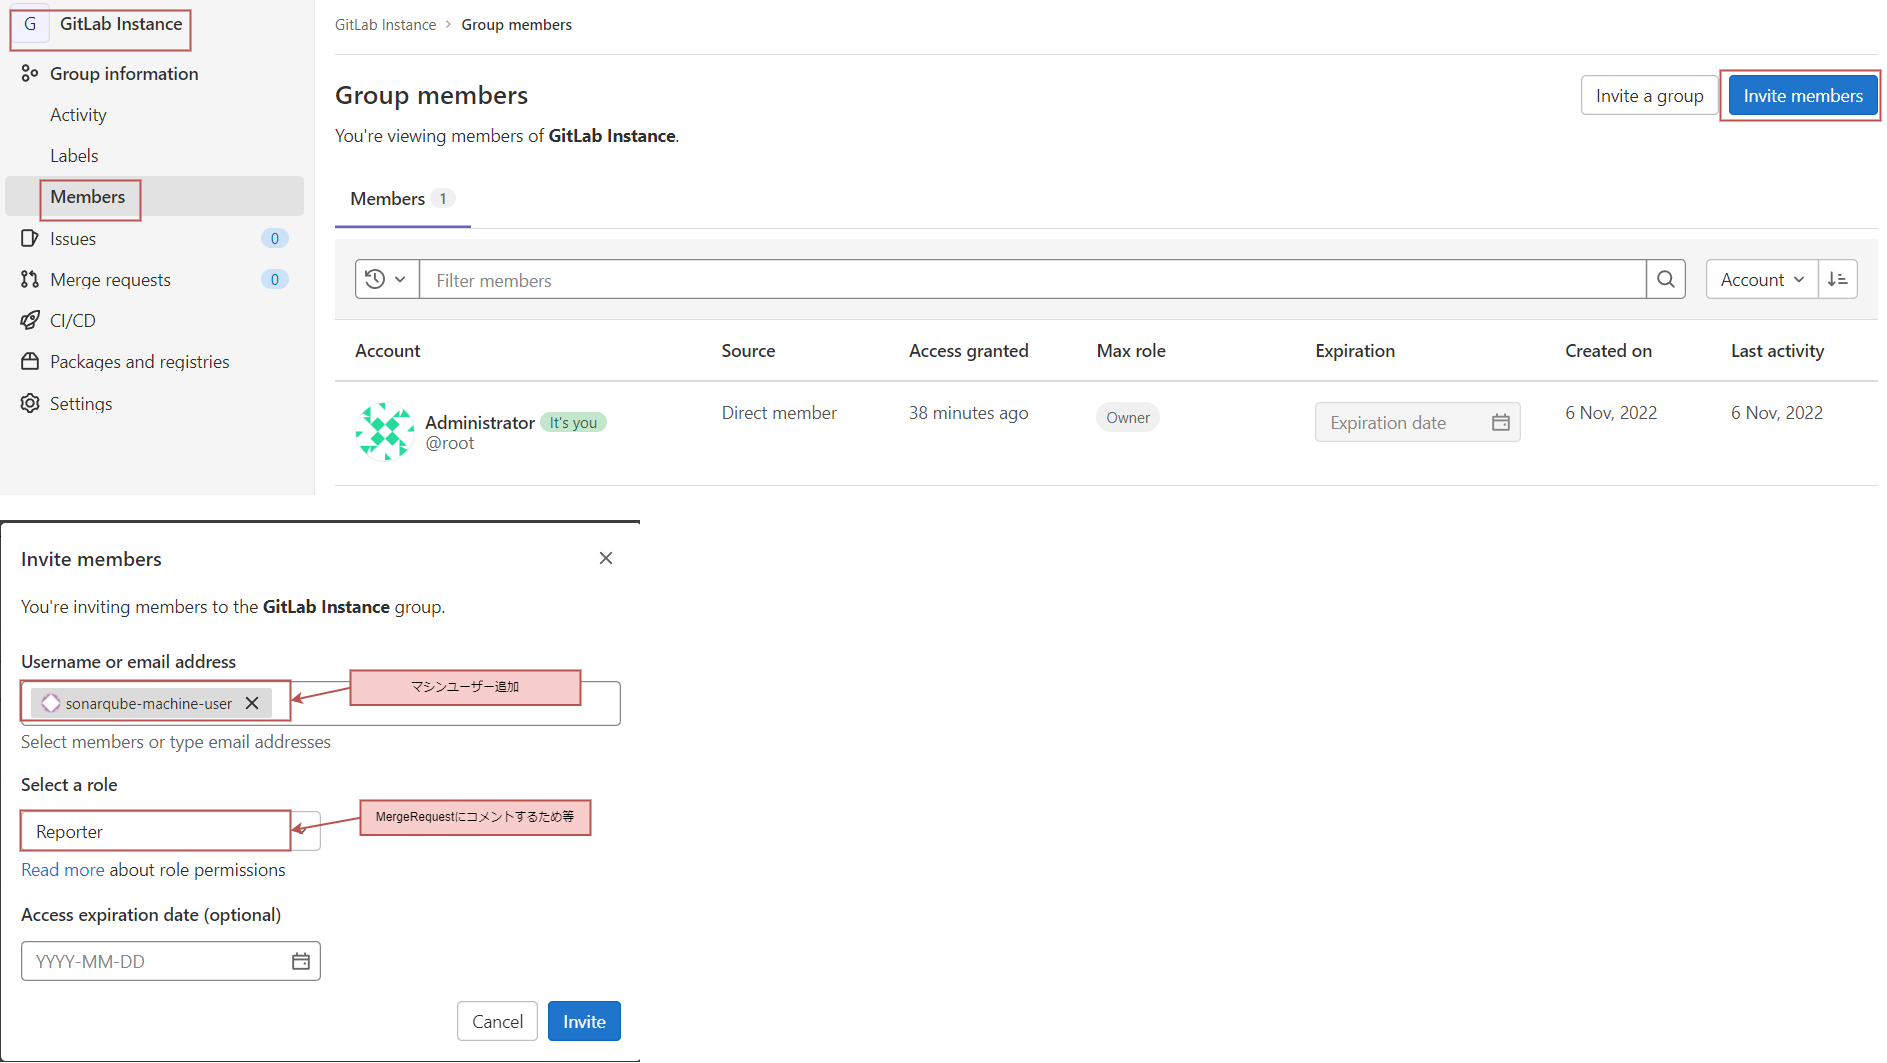 G GitLab Instance
Group information
Activity
Labels
Members
Issues 0
Merge requests 0
CI/CD
Packages and registries
Settings
GitLab Instance › Group members
Group members
Invite a group Invite members
You're viewing members of GitLab Instance.
Members 1
Filter members Account
Account Source Access granted Max role Expiration Created on Last activity
Administrator It's you Direct member 38 minutes ago Owner Expiration date 6 Nov, 2022 6 Nov, 2022
@root
Invite members
You're inviting members to the GitLab Instance group.
Username or email address
sonarqube-machine-user マシンユーザー追加
Select members or type email addresses
Select a role
Reporter MergeRequestにコメントするため等
Read more about role permissions
Access expiration date (optional)
YYYY-MM-DD
Cancel Invite